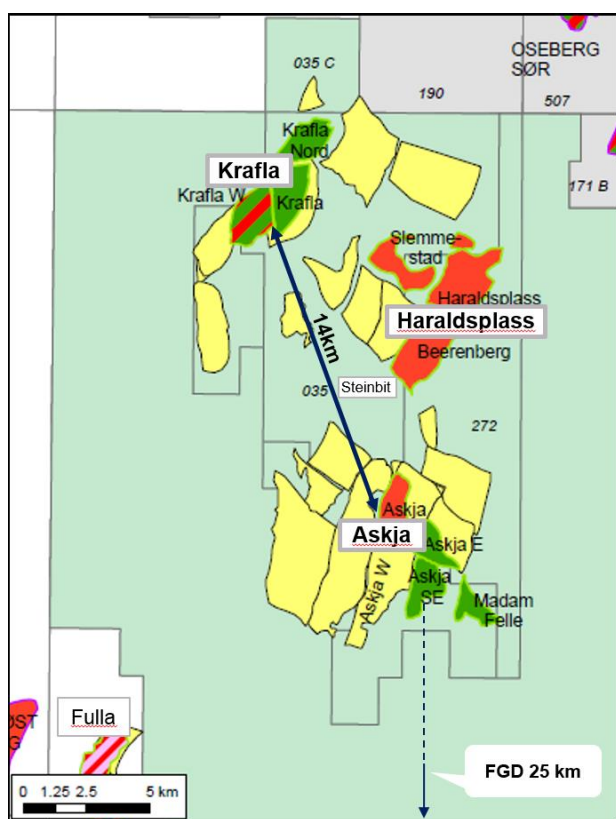 035 C
OSEBERG
SØR
190
507
Krafla
Nord
Krafla
Krafla W
Krafla
171 B
Slemme-
rstad
Haraldsplass
Haraldsplass
Beerenberg
14km
Steinbit
035
272
Askja
Askja
Askja E
Askja W
Askja
SE
Madam
Felle
ØST
G
Fulla
FGD 25 km
0 1.25 2.5 5 km